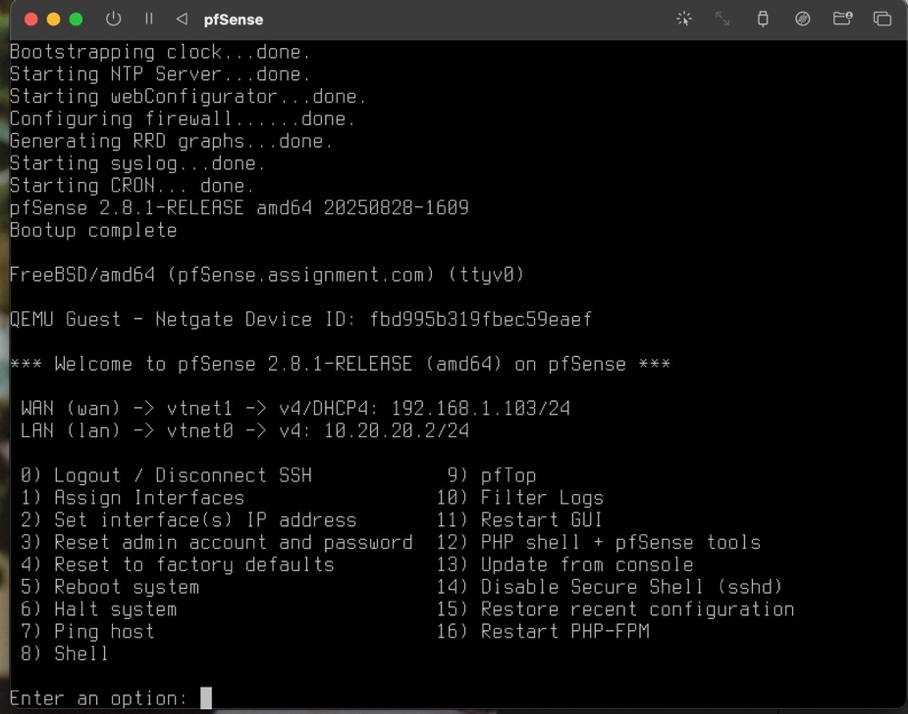 pfSense
Bootstrapping clock...done.
Starting NTP Server...done.
Starting webConfigurator...done.
Configuring firewall......done.
Generating RRD graphs...done.
Starting syslog...done.
Starting CRON... done.
pfSense 2.8.1-RELEASE amd64 20250828-1609
Bootup complete
FreeBSD/amd64 (pfSense.assignment.com) (ttyv0)
QEMU Guest - Netgate Device ID: fbd995b319fbec59eaef
*** Welcome to pfSense 2.8.1-RELEASE (amd64) on pfSense ***
WAN (wan) -> vtnet1 -> v4/DHCP4: 192.168.1.103/24
LAN (lan) -> vtnet0 -> v4: 10.20.20.2/24
0) Logout / Disconnect SSH 9) pfTop
1) Assign Interfaces 10) Filter Logs
2) Set interface(s) IP address 11) Restart GUI
3) Reset admin account and password 12) PHP shell + pfSense tools
4) Reset to factory defaults 13) Update from console
5) Reboot system 14) Disable Secure Shell (sshd)
6) Halt system 15) Restore recent configuration
7) Ping host 16) Restart PHP-FPM
8) Shell
Enter an option: